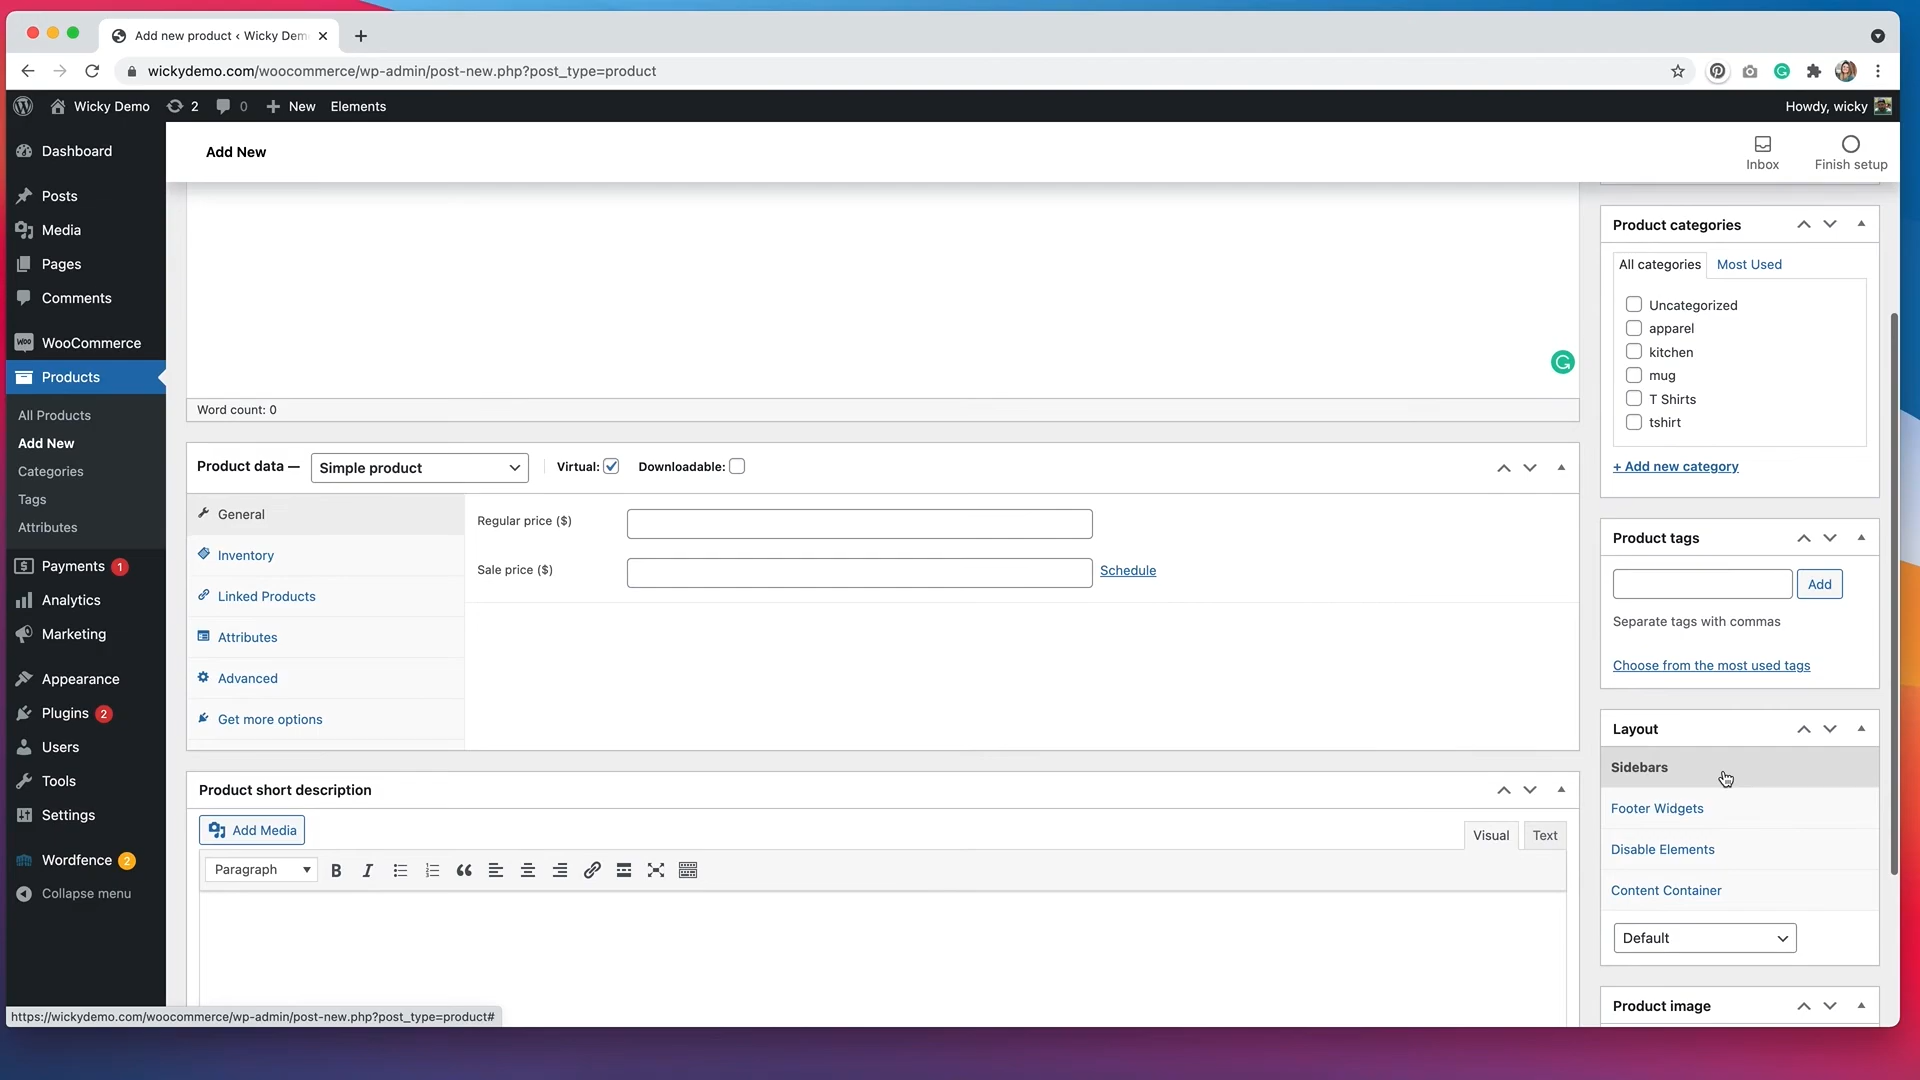 Add new product ‹ Wicky Dem
wickydemo.com/woocommerce/wp-admin/post-new.php?post_type=product
Wicky Demo 2 0 New Elements
Howdy, wicky
Dashboard
Posts
Media
Pages
Comments
WooCommerce
Products
All Products
Add New
Categories
Tags
Attributes
Payments 1
Analytics
Marketing
Appearance
Plugins 2
Users
Tools
Settings
Wordfence 2
Collapse menu
Add New
Inbox
Finish setup
Word count: 0
Product data — Simple product Virtual: Downloadable:
General
Inventory
Linked Products
Attributes
Advanced
Get more options
Regular price ($)
Sale price ($) Schedule
Product short description
Add Media
Visual Text
Paragraph
Product categories
All categories Most Used
Uncategorized
apparel
kitchen
mug
T Shirts
tshirt
+ Add new category
Product tags
Add
Separate tags with commas
Choose from the most used tags
Layout
Sidebars
Footer Widgets
Disable Elements
Content Container
Default
Product image
https://wickydemo.com/woocommerce/wp-admin/post-new.php?post_type=product#